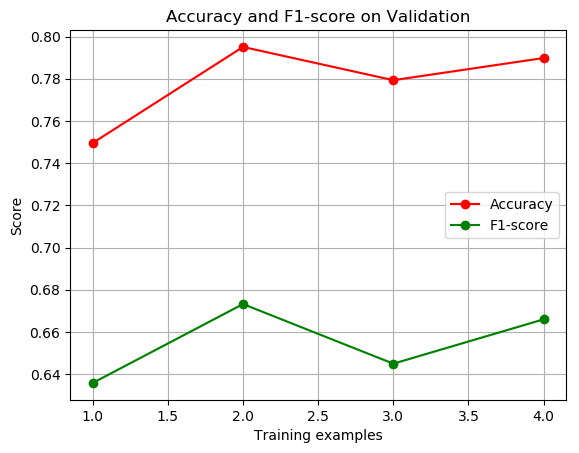 Accuracy and F1-score on Validation
0.80
0.78
0.76
0.74
0.72
0.70
0.68
0.66
0.64
Score
Accuracy
F1-score
1.0 1.5 2.0 2.5 3.0 3.5 4.0
Training examples